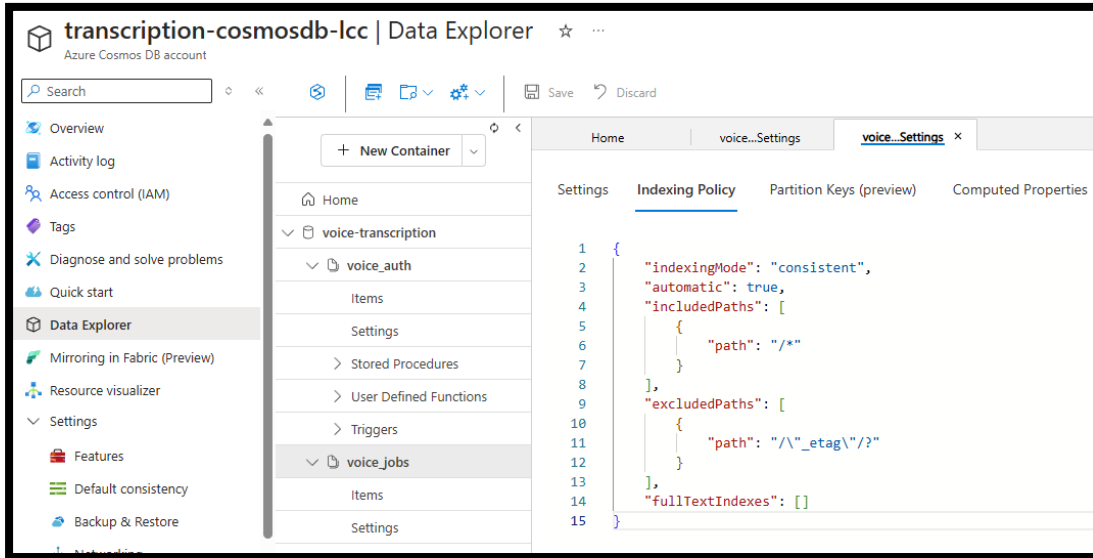 transcription-cosmosdb-lcc | Data Explorer
Azure Cosmos DB account
Search
Overview
Activity log
Access control (IAM)
Tags
Diagnose and solve problems
Quick start
Data Explorer
Mirroring in Fabric (Preview)
Resource visualizer
Settings
Features
Default consistency
Backup & Restore
Networking
Save Discard
+ New Container
Home
voice-transcription
voice_auth
Items
Settings
Stored Procedures
User Defined Functions
Triggers
voice_jobs
Items
Settings
Home voice...Settings voice...Settings ×
Settings Indexing Policy Partition Keys (preview) Computed Properties
1 {
2 "indexingMode": "consistent",
3 "automatic": true,
4 "includedPaths": [
5 {
6 "path": "/*"
7 }
8 ],
9 "excludedPaths": [
10 {
11 "path": "/\"_etag\"/?"
12 }
13 ],
14 "fullTextIndexes": []
15 }